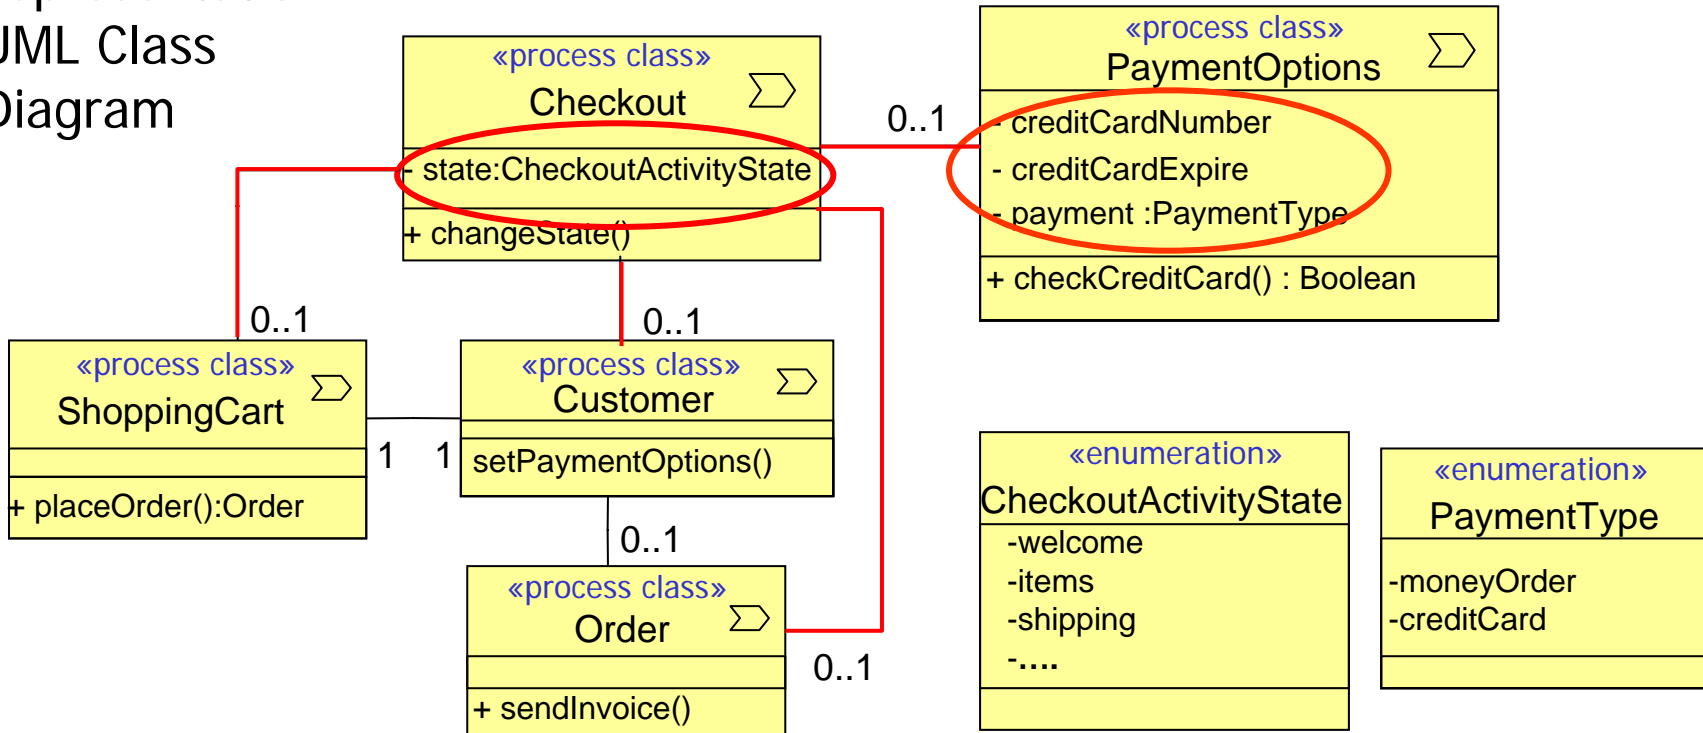 UML Class
Diagram
«process class»
Checkout
- state:CheckoutActivityState
+ changeState()
0..1
«process class»
PaymentOptions
- creditCardNumber
- creditCardExpire
- payment :PaymentType
+ checkCreditCard() : Boolean
0..1
0..1
«process class»
ShoppingCart
+ placeOrder():Order
1
1
«process class»
Customer
setPaymentOptions()
0..1
«process class»
Order
+ sendInvoice()
0..1
«enumeration»
CheckoutActivityState
-welcome
-items
-shipping
-....
«enumeration»
PaymentType
-moneyOrder
-creditCard